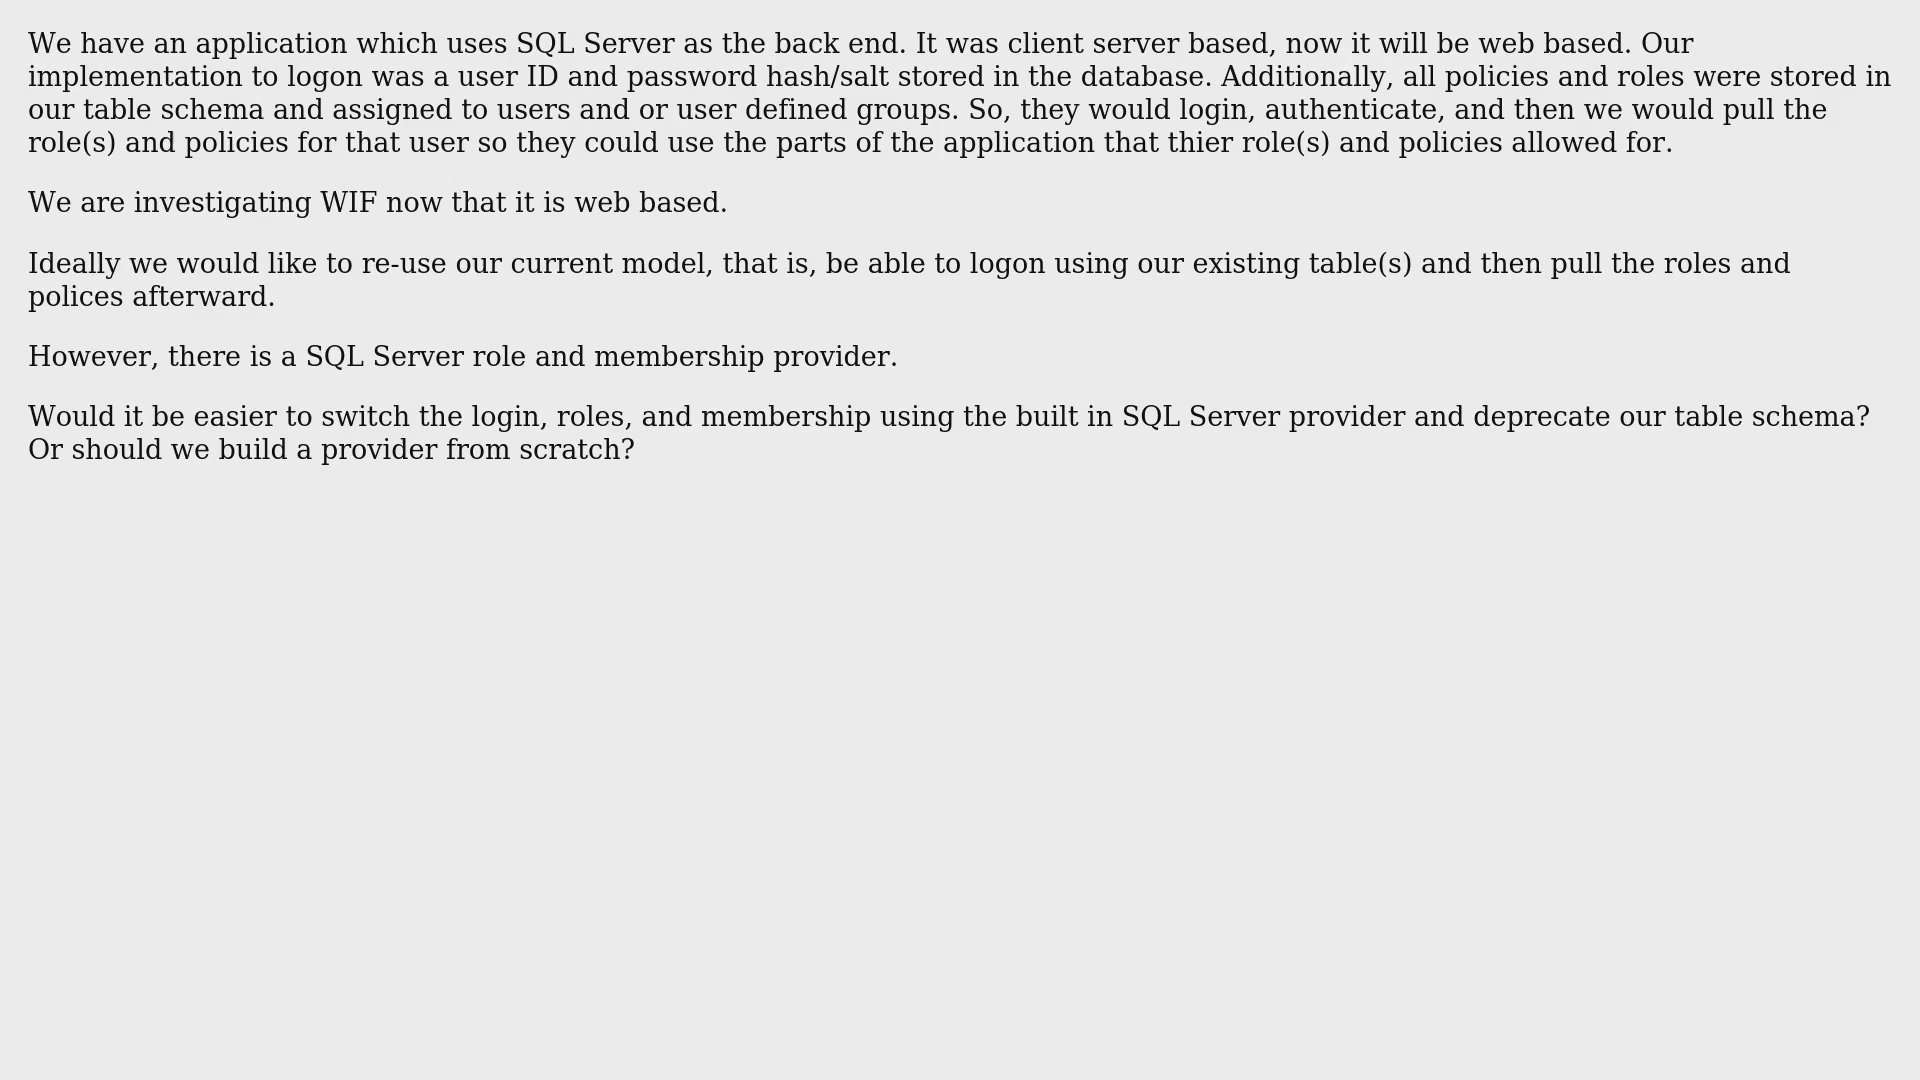 We have an application which uses SQL Server as the back end. It was client server based, now it will be web based. Our
implementation to logon was a user ID and password hash/salt stored in the database. Additionally, all policies and roles were stored in
our table schema and assigned to users and or user defined groups. So, they would login, authenticate, and then we would pull the
role(s) and policies for that user so they could use the parts of the application that thier role(s) and policies allowed for.
We are investigating WIF now that it is web based.
Ideally we would like to re-use our current model, that is, be able to logon using our existing table(s) and then pull the roles and
polices afterward.
However, there is a SQL Server role and membership provider.
Would it be easier to switch the login, roles, and membership using the built in SQL Server provider and deprecate our table schema?
Or should we build a provider from scratch?